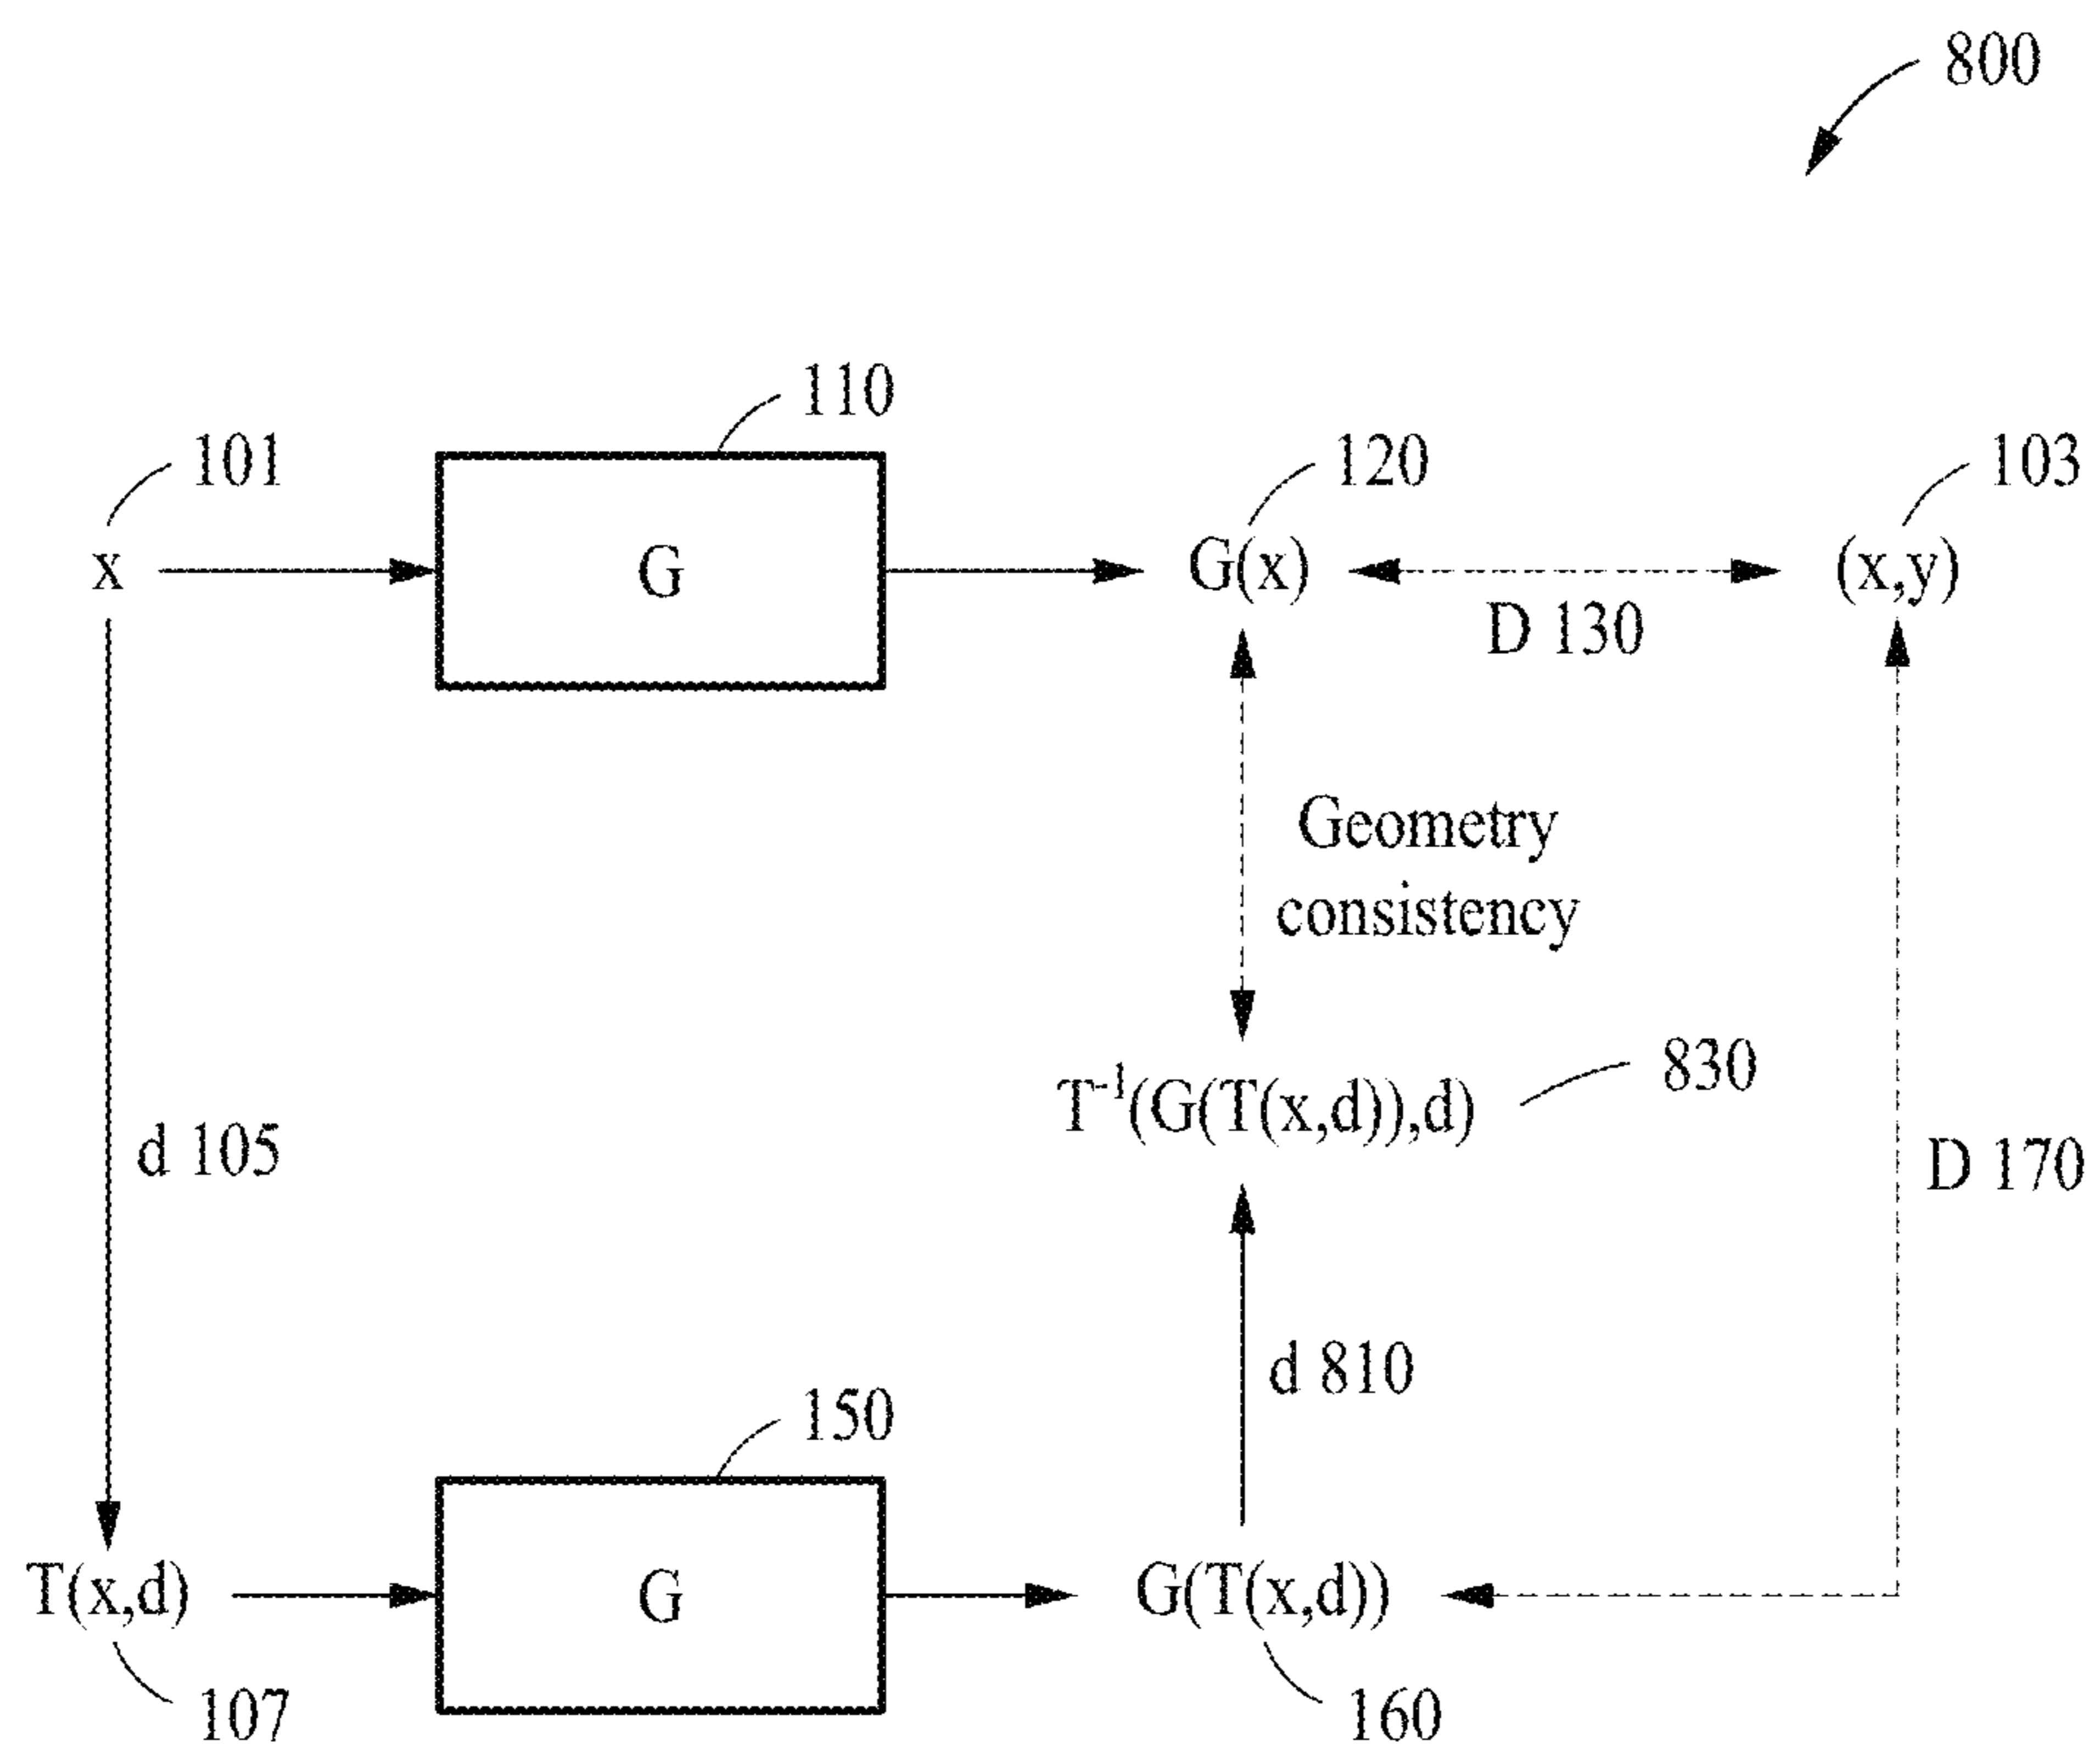 800
110
101
120
103
x
G
G(x)
(x,y)
D 130
Geometry
consistency
830
T⁻¹(G(T(x,d)),d)
d 105
D 170
d 810
150
T(x,d)
G
G(T(x,d))
107
160